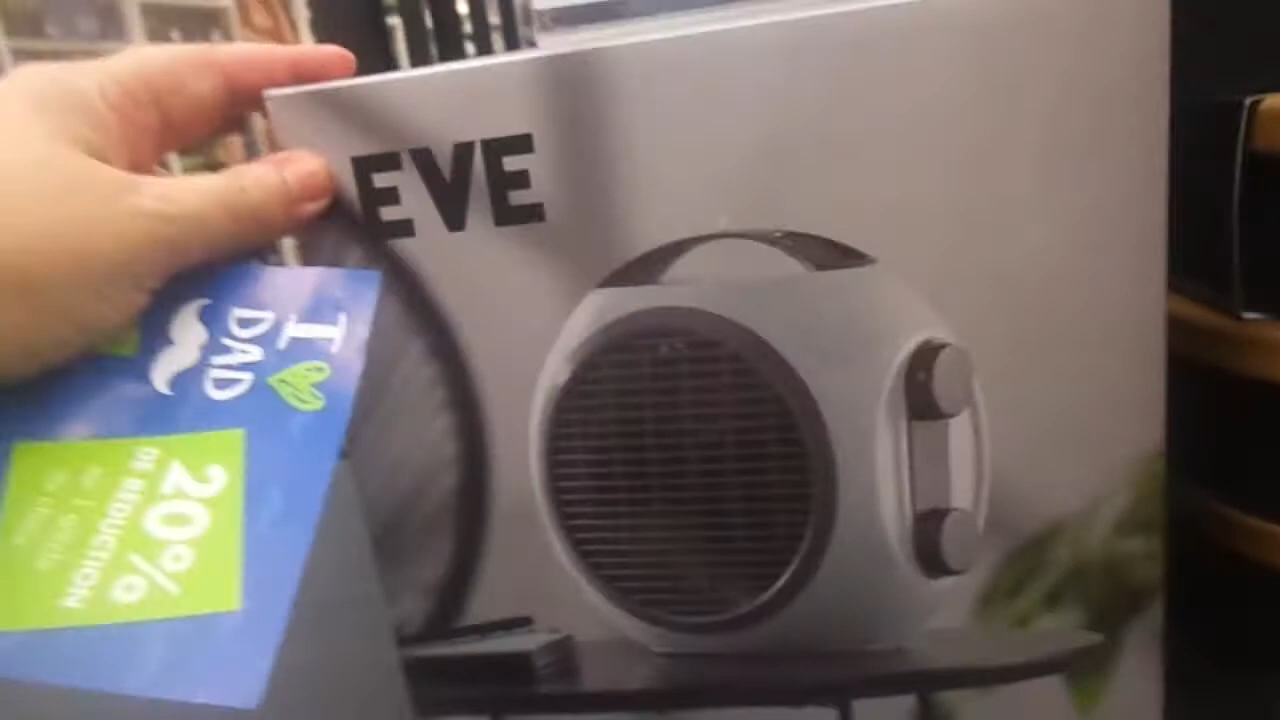 EVE
I 💚
DAD
20%
DE RÉDUCTION